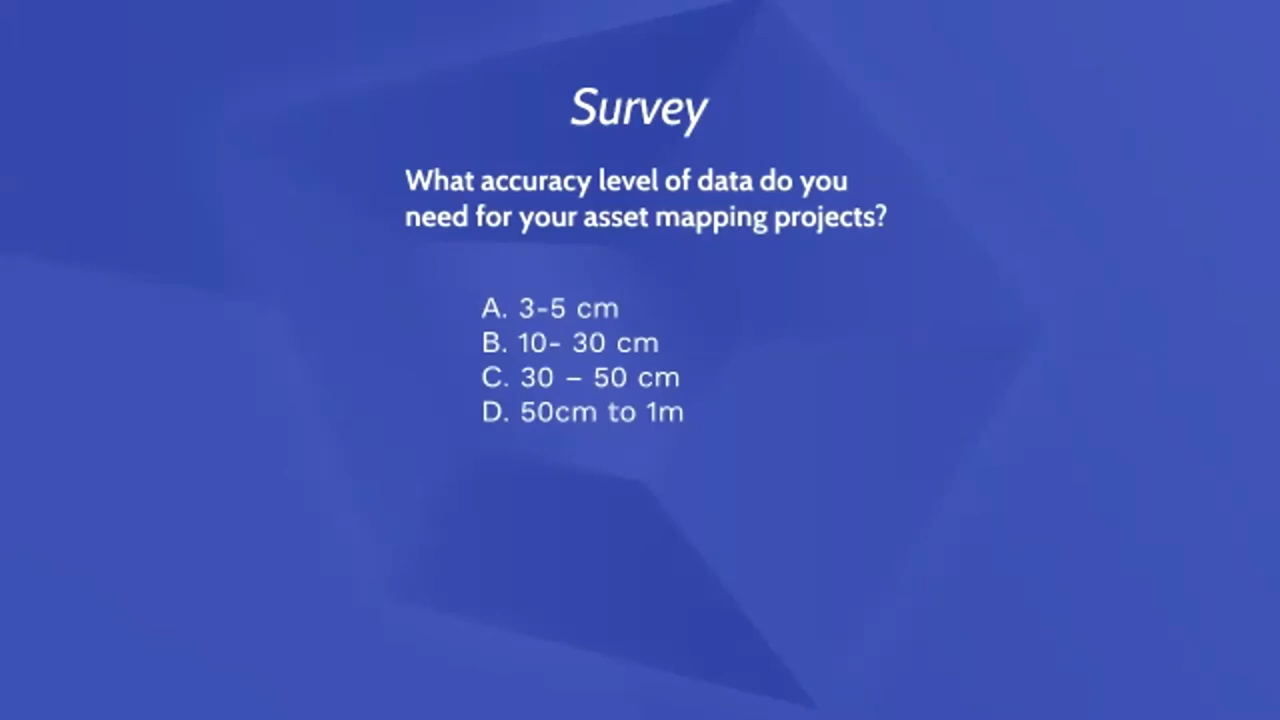 Survey
What accuracy level of data do you
need for your asset mapping projects?
A. 3-5 cm
B. 10- 30 cm
C. 30 – 50 cm
D. 50cm to 1m